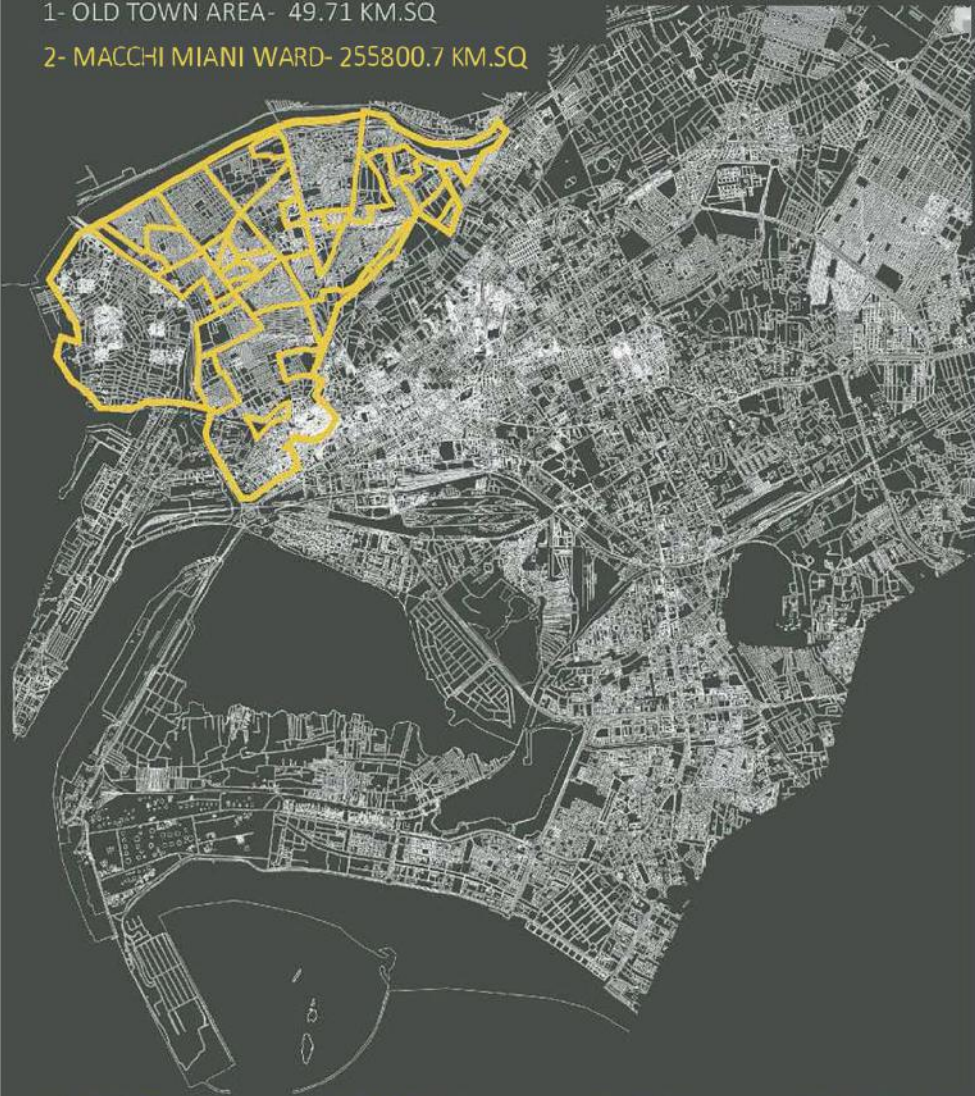 1- OLD TOWN AREA- 49.71 KM.SQ
2- MACCHI MIANI WARD- 255800.7 KM.SQ